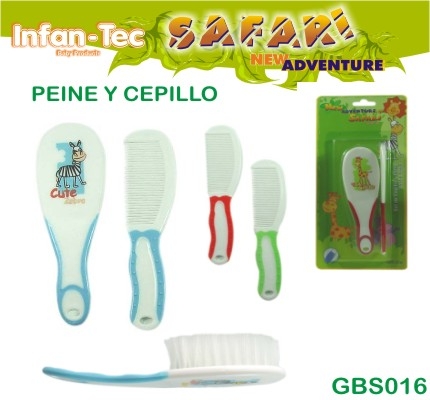 Infan-Tec
Baby Products
SAFARI
NEW ADVENTURE
PEINE Y CEPILLO
CUTE
GBS016